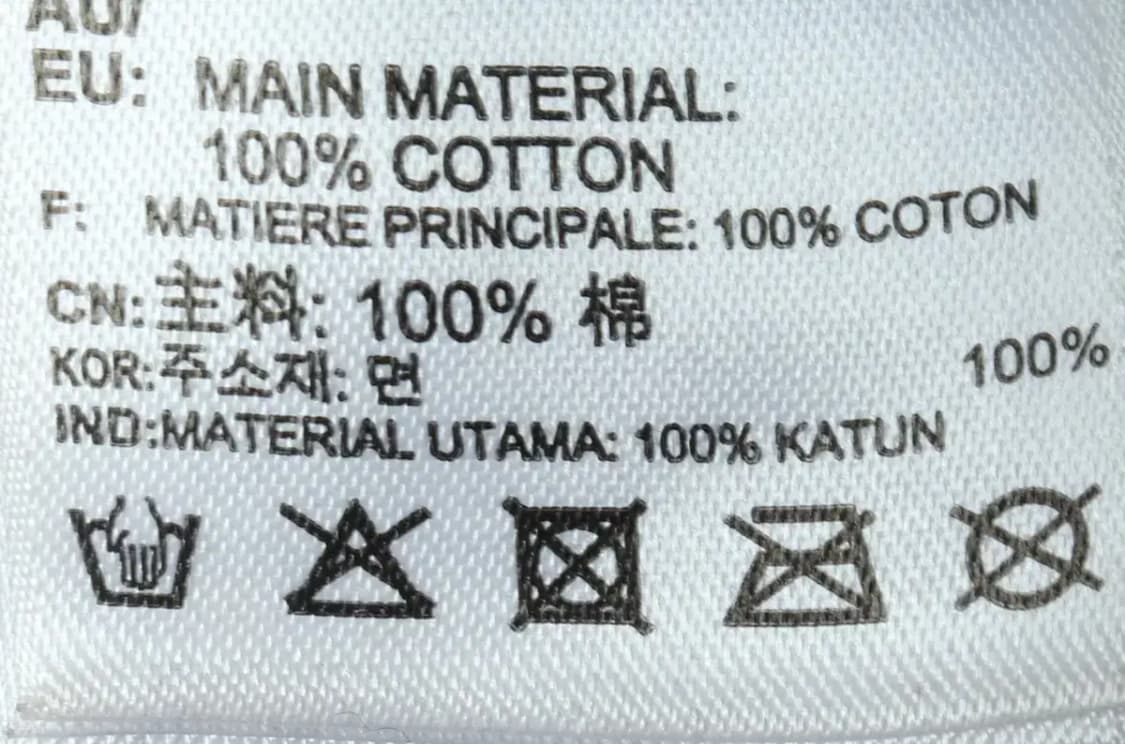 AU/
EU: MAIN MATERIAL:
100% COTTON
F: MATIERE PRINCIPALE: 100% COTON
CN: 主料: 100% 棉
KOR: 주소재: 면 100%
IND: MATERIAL UTAMA: 100% KATUN